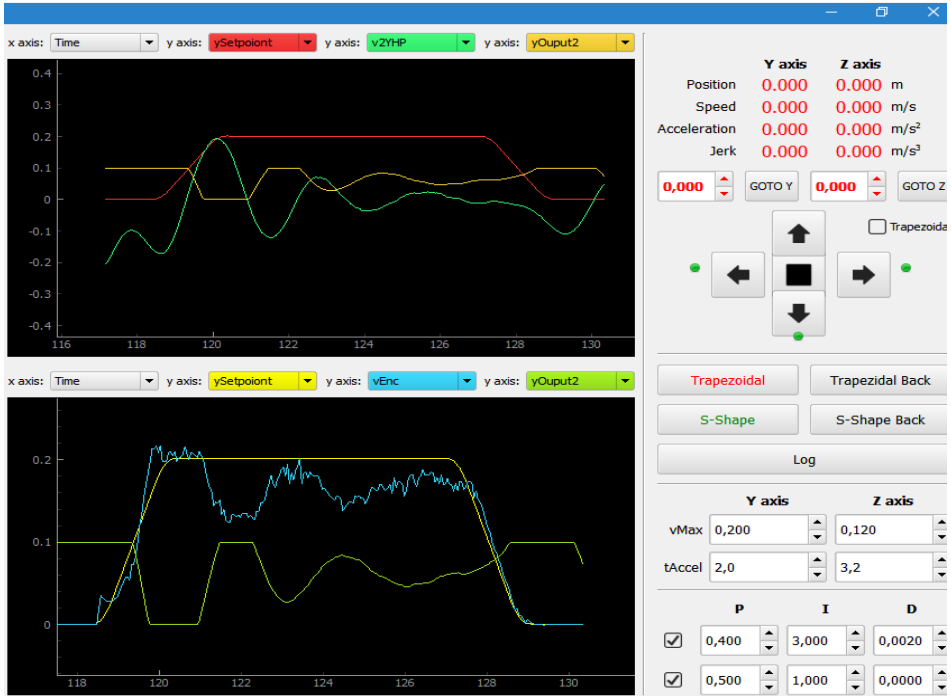 x axis: Time y axis: ySetpoiont y axis: v2YHP y axis: yOuput2
0.4
0.3
0.2
0.1
0
-0.1
-0.2
-0.3
-0.4
116 118 120 122 124 126 128 130
x axis: Time y axis: ySetpoiont y axis: vEnc y axis: yOuput2
0.2
0.1
0
118 120 122 124 126 128 130
Y axis Z axis
Position 0.000 0.000 m
Speed 0.000 0.000 m/s
Acceleration 0.000 0.000 m/s²
Jerk 0.000 0.000 m/s³
0,000 GOTO Y 0,000 GOTO Z
Trapezoida
Trapezoidal Trapezidal Back
S-Shape S-Shape Back
Log
Y axis Z axis
vMax 0,200 0,120
tAccel 2,0 3,2
P I D
0,400 3,000 0,0020
0,500 1,000 0,0000